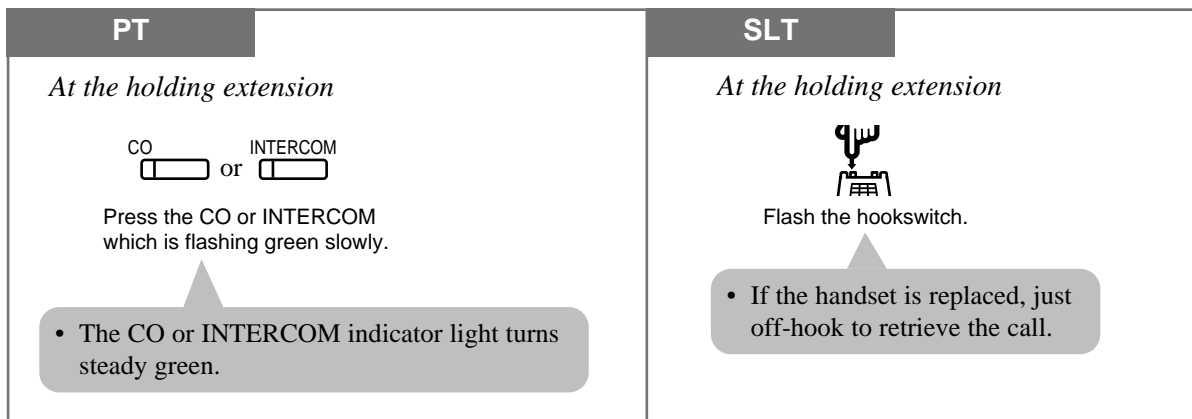 PT
At the holding extension
CO or INTERCOM
Press the CO or INTERCOM
which is flashing green slowly.
• The CO or INTERCOM indicator light turns
steady green.
SLT
At the holding extension
Flash the hookswitch.
• If the handset is replaced, just
off-hook to retrieve the call.